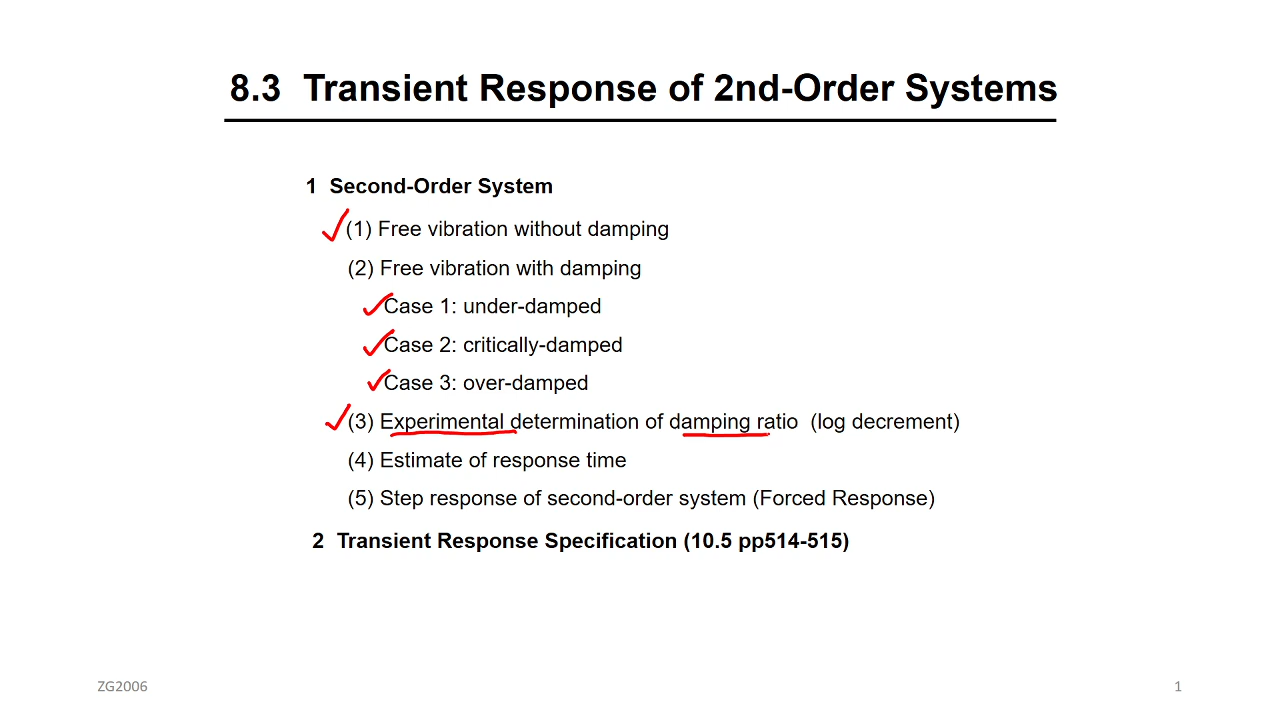 8.3 Transient Response of 2nd-Order Systems
1 Second-Order System
(1) Free vibration without damping
(2) Free vibration with damping
Case 1: under-damped
Case 2: critically-damped
Case 3: over-damped
(3) Experimental determination of damping ratio (log decrement)
(4) Estimate of response time
(5) Step response of second-order system (Forced Response)
2 Transient Response Specification (10.5 pp514-515)
ZG2006
1